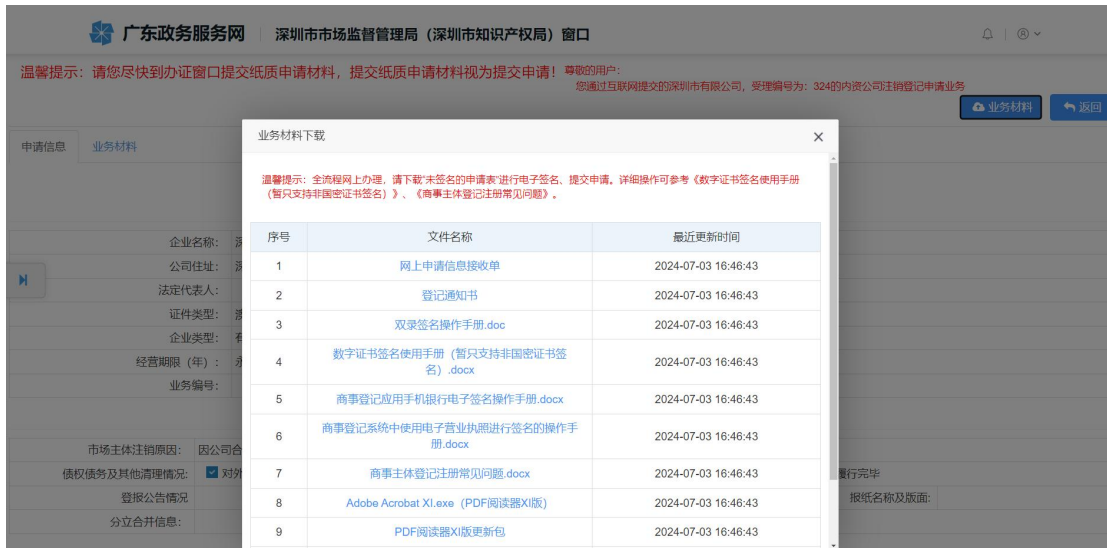 广东政务服务网 深圳市市场监督管理局（深圳市知识产权局）窗口
温馨提示：请您尽快到办证窗口提交纸质申请材料，提交纸质申请材料视为提交申请！ 尊敬的用户：
您通过互联网提交的深圳市有限公司，受理编号为：324的内资公司注销登记申请业务
业务材料 返回
申请信息 业务材料
业务材料下载
温馨提示：全流程网上办理，请下载"未签名的申请表"进行电子签名、提交申请。详细操作可参考《数字证书签名使用手册
（暂只支持非国密证书签名）》、《商事主体登记注册常见问题》。
序号 文件名称 最近更新时间
1 网上申请信息接收单 2024-07-03 16:46:43
2 登记通知书 2024-07-03 16:46:43
3 双录签名操作手册.doc 2024-07-03 16:46:43
4 数字证书签名使用手册（暂只支持非国密证书签
名）.docx 2024-07-03 16:46:43
5 商事登记应用手机银行电子签名操作手册.docx 2024-07-03 16:46:43
6 商事登记系统中使用电子营业执照进行签名的操作手
册.docx 2024-07-03 16:46:43
7 商事主体登记注册常见问题.docx 2024-07-03 16:46:43
8 Adobe Acrobat XI.exe（PDF阅读器XI版） 2024-07-03 16:46:43
9 PDF阅读器XI版更新包 2024-07-03 16:46:43
企业名称:
公司住址:
法定代表人:
证件类型:
企业类型:
经营期限（年）:
业务编号:
市场主体注销原因: 因公司合
债权债务及其他清理情况: 对外 履行完毕
登报公告情况 报纸名称及版面:
分立合并信息: